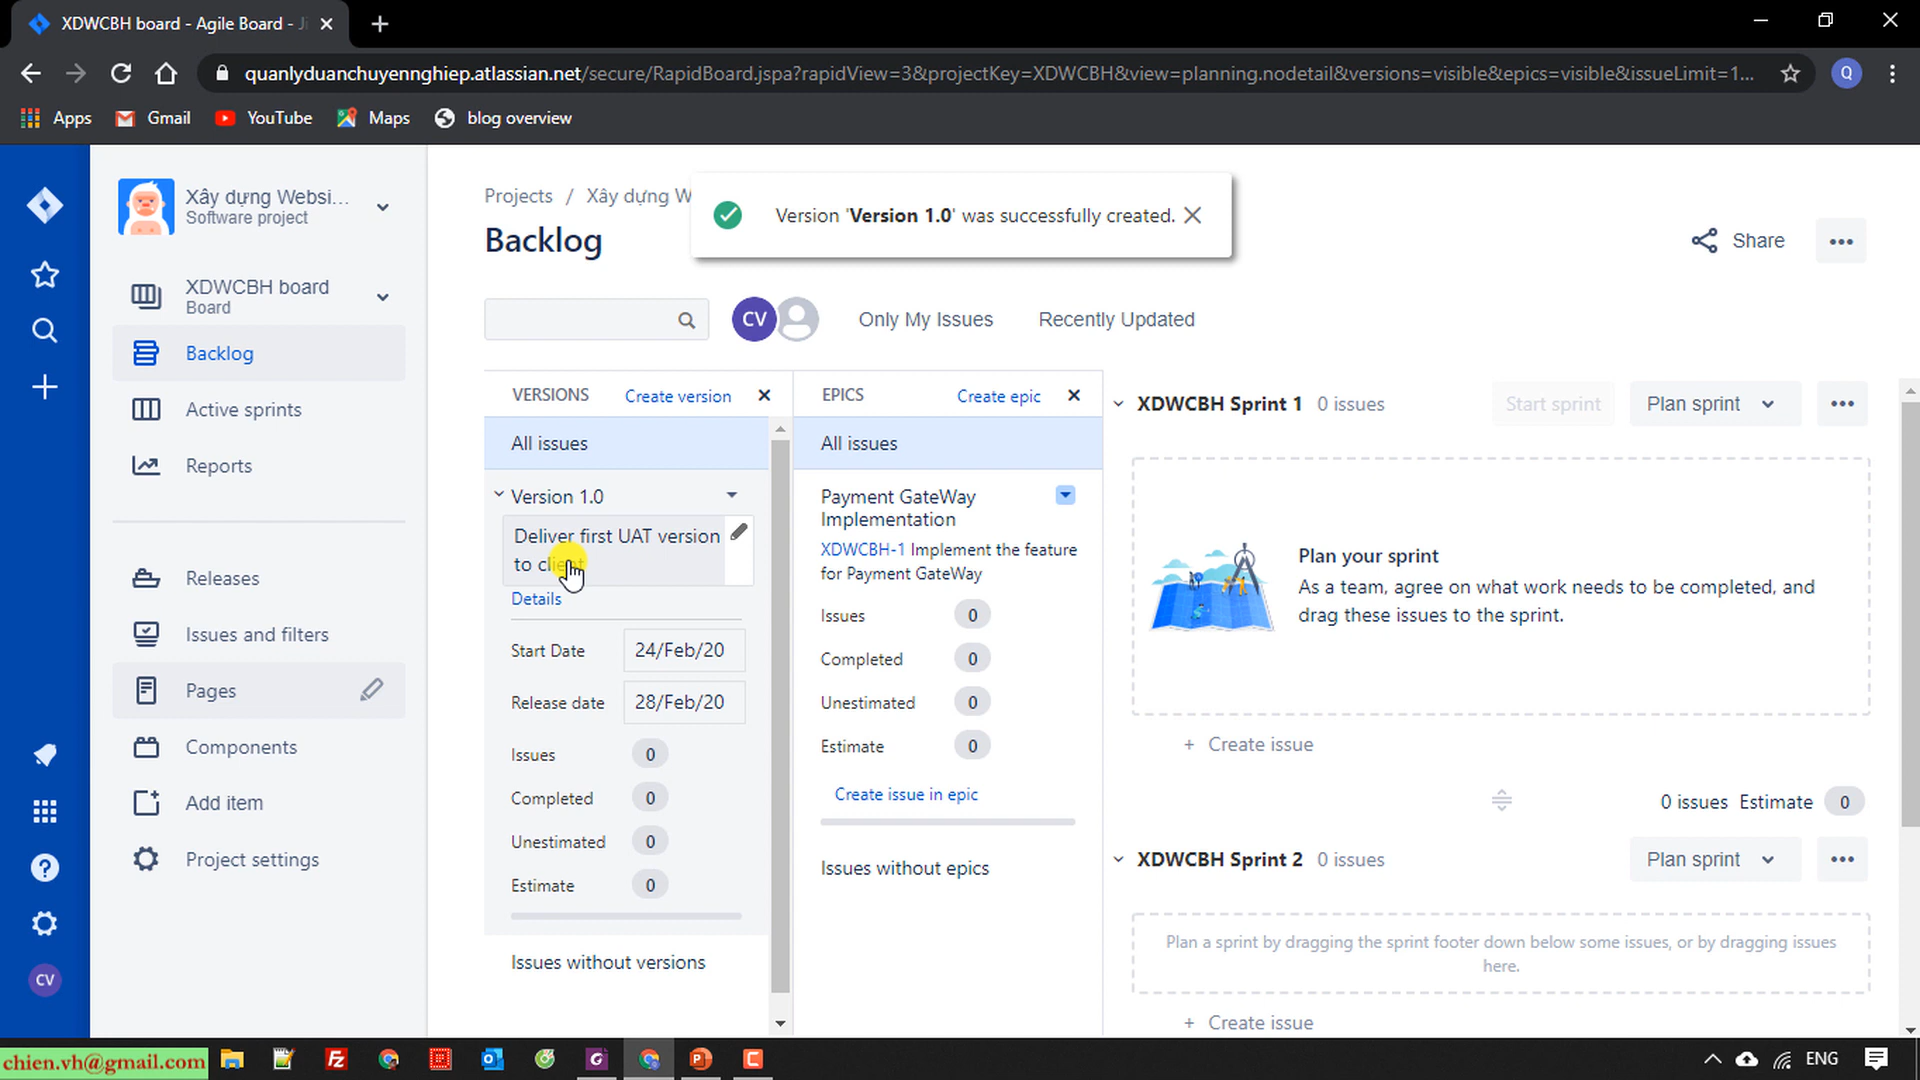 XDWCBH board - Agile Board -
quanlyduanchuyennghiep.atlassian.net/secure/RapidBoard.jspa?rapidView=3&projectKey=XDWCBH&view=planning.nodetail&versions=visible&epics=visible&issueLimit=1...
Q
Apps
Gmail
YouTube
Maps
blog overview
Xây dựng Websi...
Software project
XDWCBH board
Board
Backlog
Active sprints
Reports
Releases
Issues and filters
Pages
Components
Add item
Project settings
CV
Projects / Xây dựng W
Version 'Version 1.0' was successfully created.
Backlog
Share
CV
Only My Issues
Recently Updated
VERSIONS
Create version
All issues
Version 1.0
Deliver first UAT version
to client
Details
Start Date 24/Feb/20
Release date 28/Feb/20
Issues 0
Completed 0
Unestimated 0
Estimate 0
Issues without versions
EPICS
Create epic
All issues
Payment GateWay
Implementation
XDWCBH-1 Implement the feature
for Payment GateWay
Issues 0
Completed 0
Unestimated 0
Estimate 0
Create issue in epic
Issues without epics
XDWCBH Sprint 1 0 issues
Start sprint
Plan sprint
Plan your sprint
As a team, agree on what work needs to be completed, and
drag these issues to the sprint.
+ Create issue
0 issues Estimate 0
XDWCBH Sprint 2 0 issues
Plan sprint
Plan a sprint by dragging the sprint footer down below some issues, or by dragging issues
here.
+ Create issue
chien.vh@gmail.com
ENG